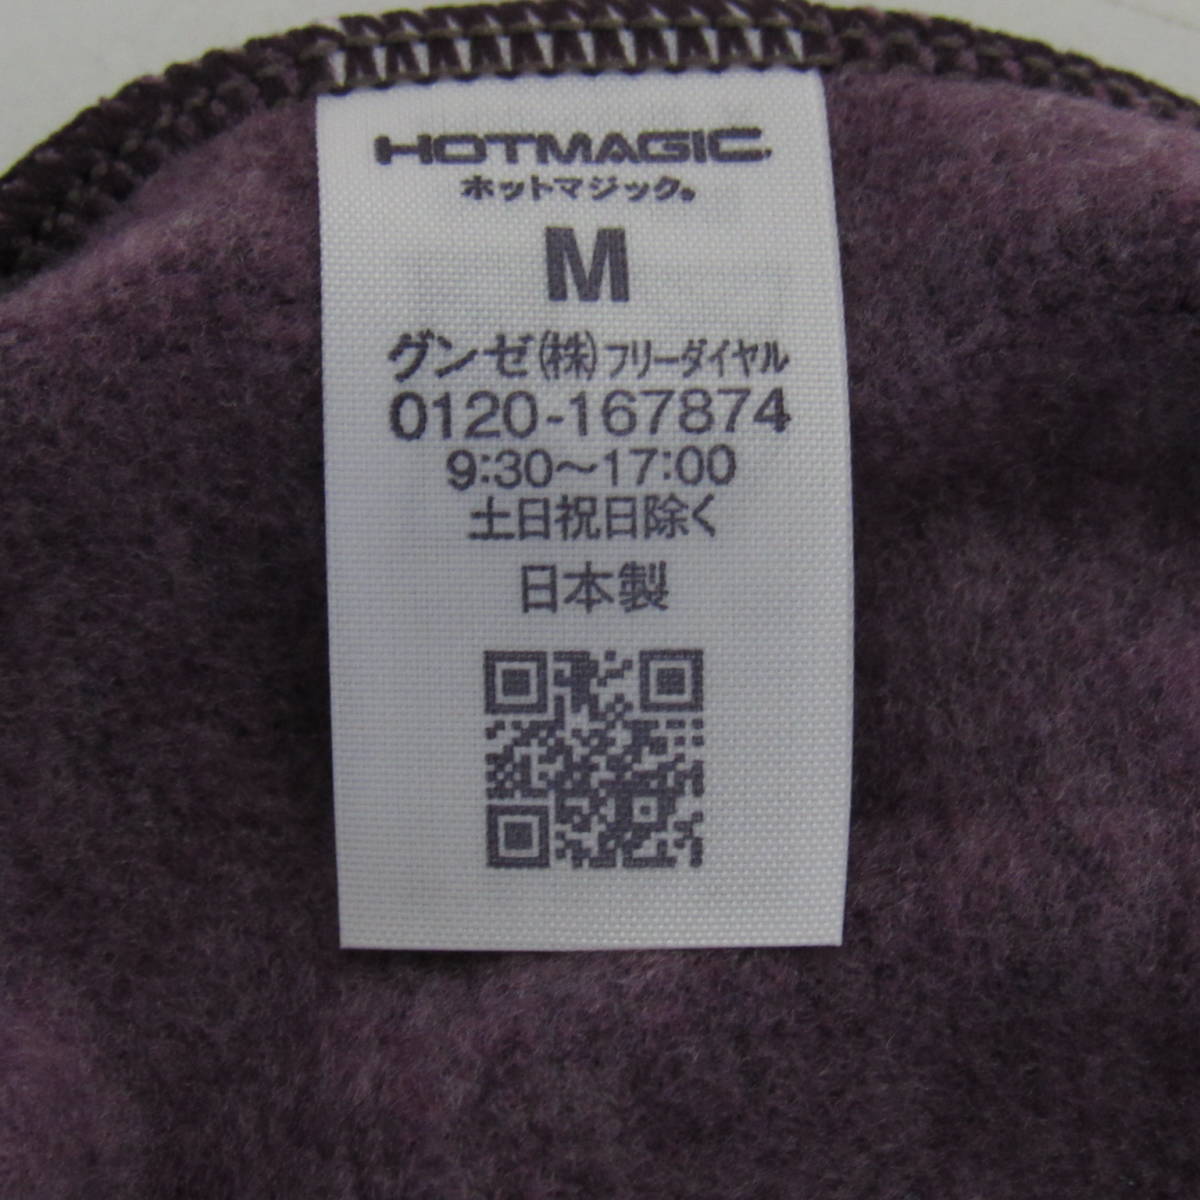 HOTMAGIC.
ホットマジック。
M
グンゼ(株)フリーダイヤル
0120-167874
9:30〜17:00
土日祝日除く
日本製